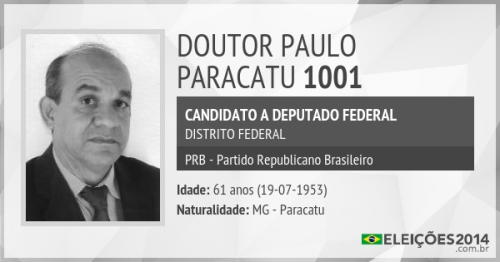 DOUTOR PAULO
PARACATU 1001
CANDIDATO A DEPUTADO FEDERAL
DISTRITO FEDERAL
PRB - Partido Republicano Brasileiro
Idade: 61 anos (19-07-1953)
Naturalidade: MG - Paracatu
ELEIÇÕES2014
.com.br